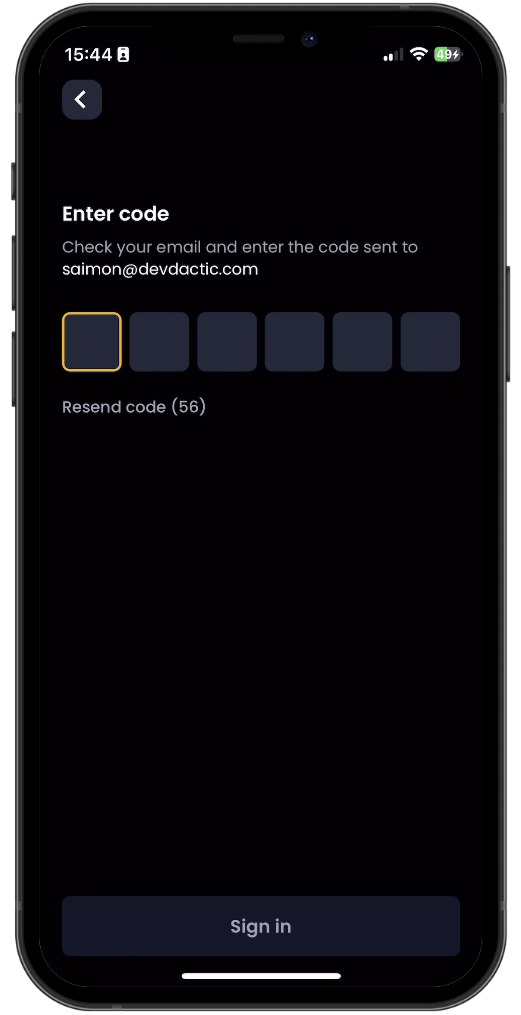 15:44
49
Enter code
Check your email and enter the code sent to
saimon@devdactic.com
Resend code (56)
Sign in